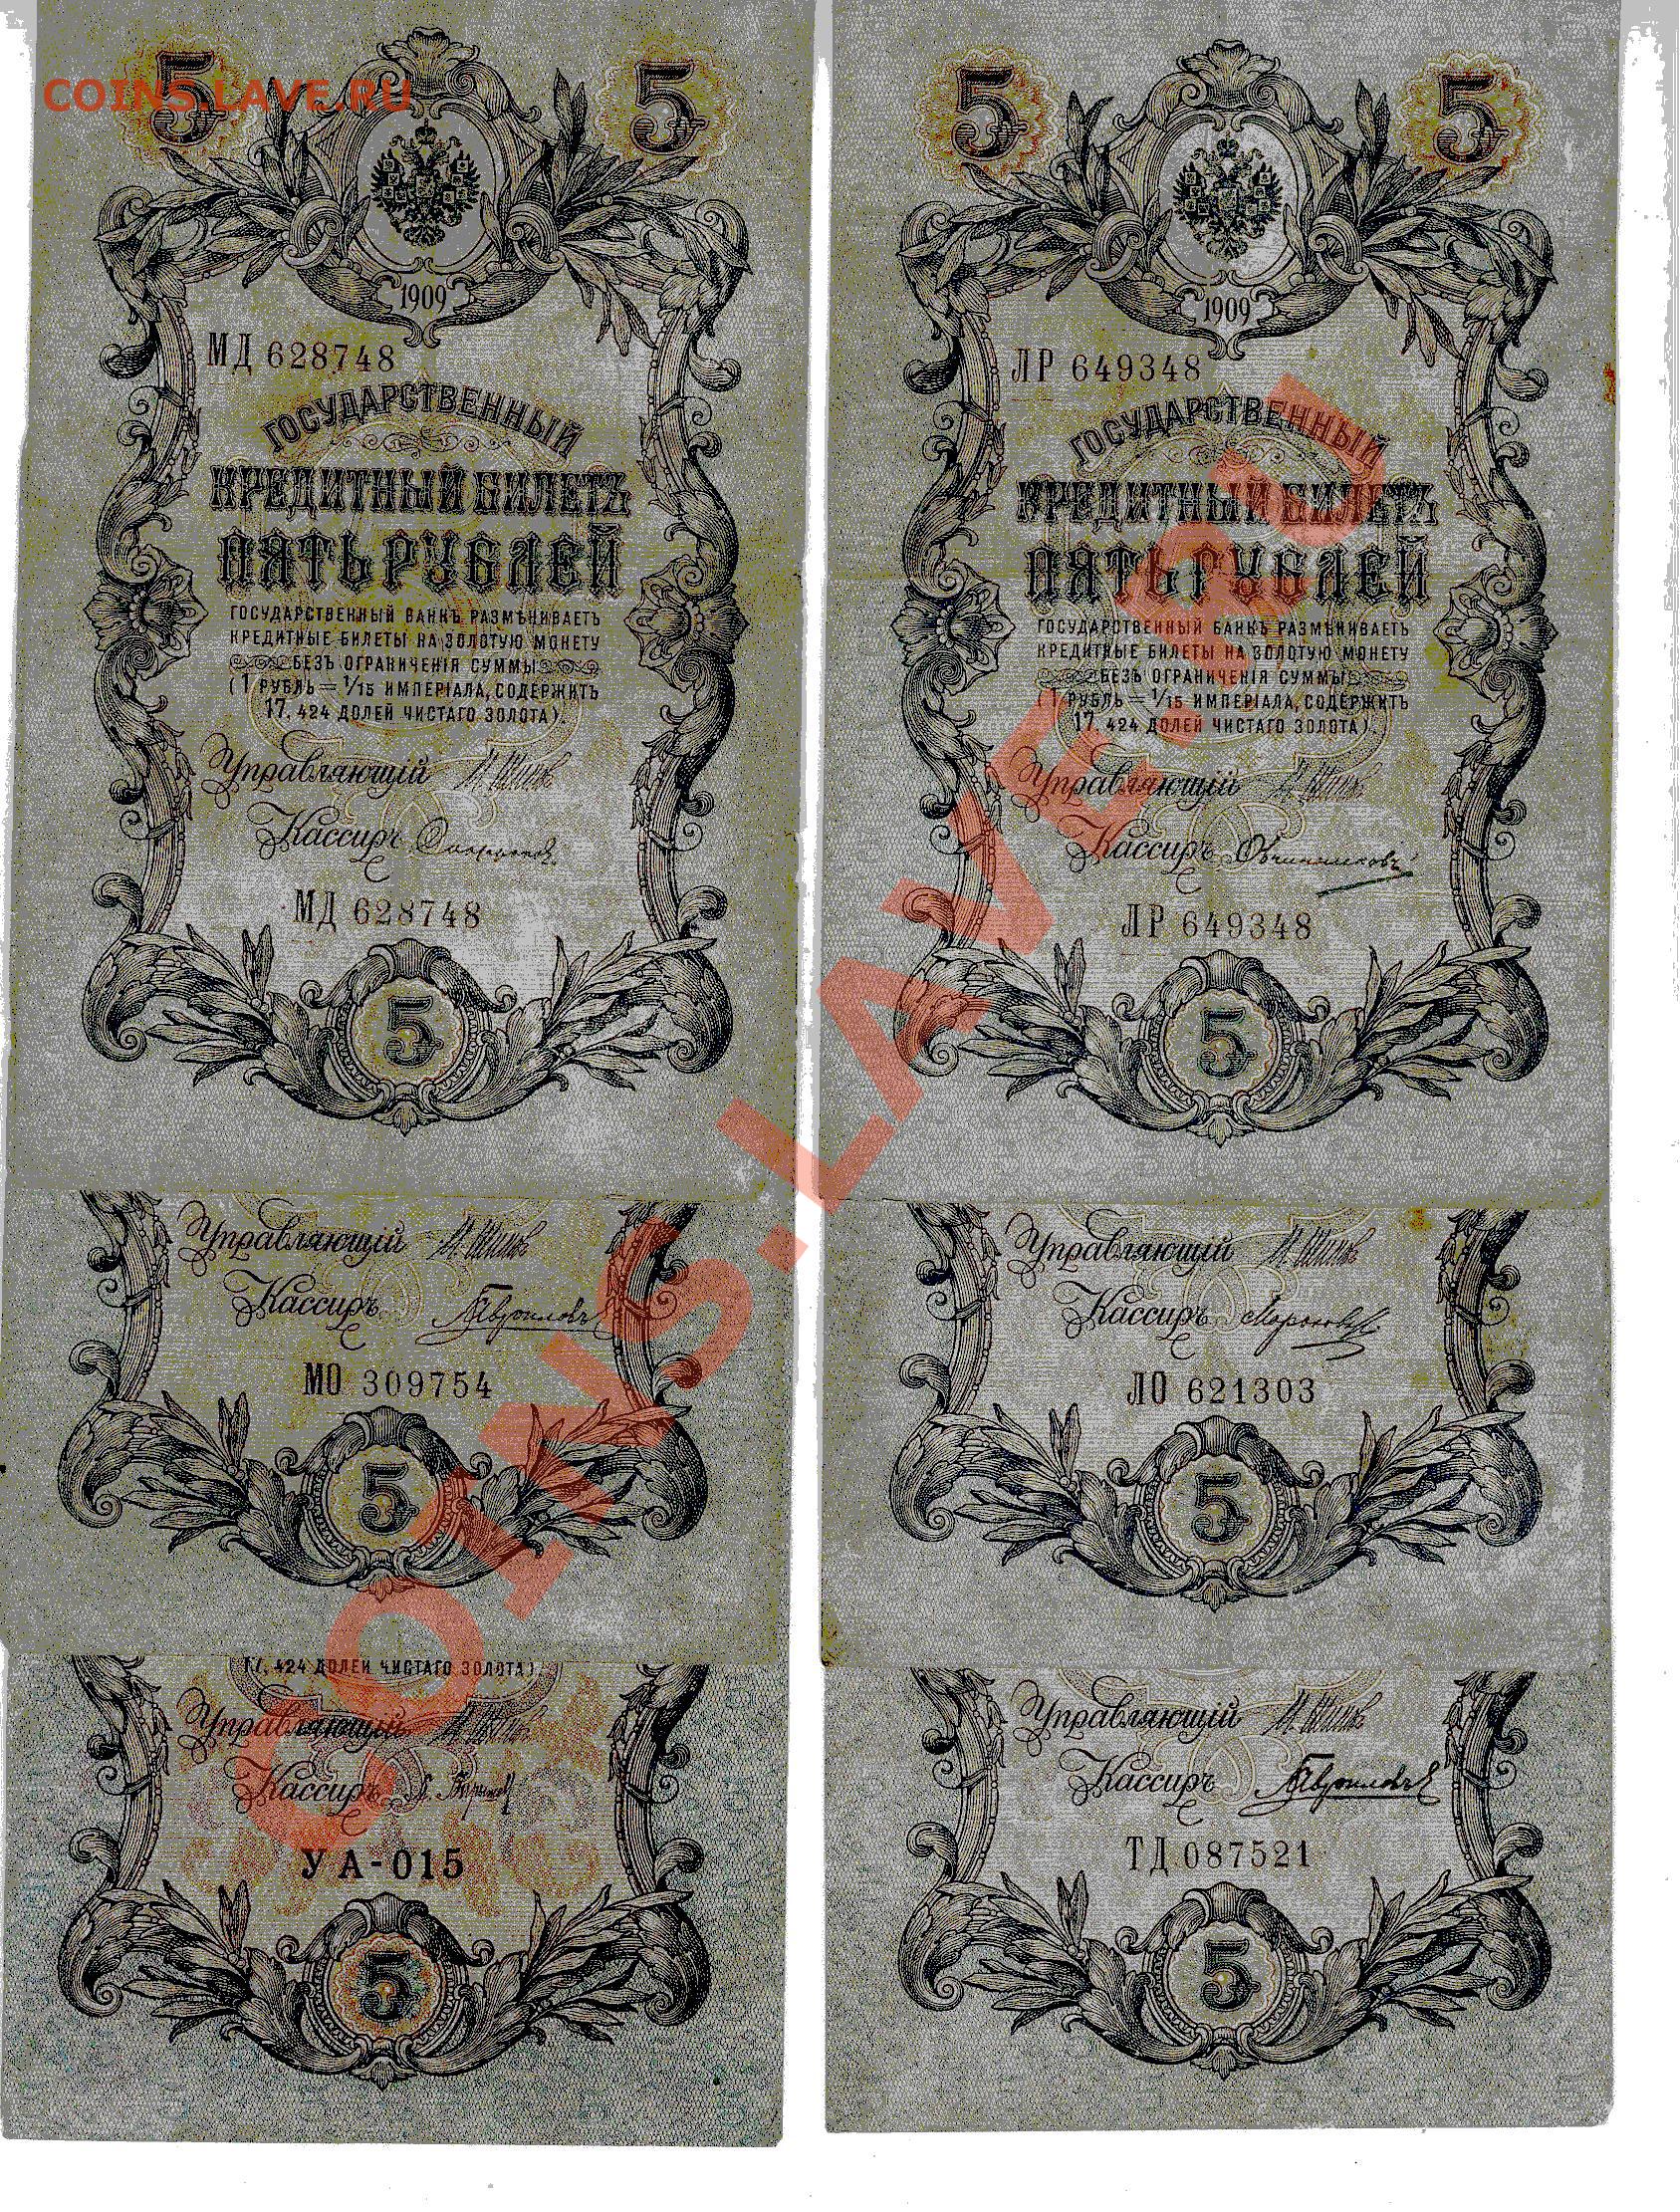 5 5
COINS.LAVE.RU
1909
МД 628748
ГОСУДАРСТВЕННЫЙ
КРЕДИТНЫЙ БИЛЕТЪ
ПЯТЬ РУБЛЕЙ
ГОСУДАРСТВЕННЫЙ БАНКЪ РАЗМѢНИВАЕТЪ
КРЕДИТНЫЕ БИЛЕТЫ НА ЗОЛОТУЮ МОНЕТУ
БЕЗЪ ОГРАНИЧЕНІЯ СУММЫ
(1 РУБЛЬ = 1/15 ИМПЕРІАЛА, СОДЕРЖИТЪ
17,424 ДОЛЕЙ ЧИСТАГО ЗОЛОТА).
Управляющій
Кассиръ
МД 628748
5
Управляющій
Кассиръ Гавриловъ
МО 309754
5
17,424 ДОЛЕЙ ЧИСТАГО ЗОЛОТА).
Управляющій
Кассиръ
УА-015
5
5 5
1909
ЛР 649348
ГОСУДАРСТВЕННЫЙ
КРЕДИТНЫЙ БИЛЕТЪ
ПЯТЬ РУБЛЕЙ
ГОСУДАРСТВЕННЫЙ БАНКЪ РАЗМѢНИВАЕТЪ
КРЕДИТНЫЕ БИЛЕТЫ НА ЗОЛОТУЮ МОНЕТУ
БЕЗЪ ОГРАНИЧЕНІЯ СУММЫ
(1 РУБЛЬ = 1/15 ИМПЕРІАЛА, СОДЕРЖИТЪ
17,424 ДОЛЕЙ ЧИСТАГО ЗОЛОТА).
Управляющій
Кассиръ Овчинниковъ
ЛР 649348
5
Управляющій
Кассиръ
ЛО 621303
5
Управляющій
Кассиръ Гавриловъ
ТД 087521
5
COINS.LAVE.RU